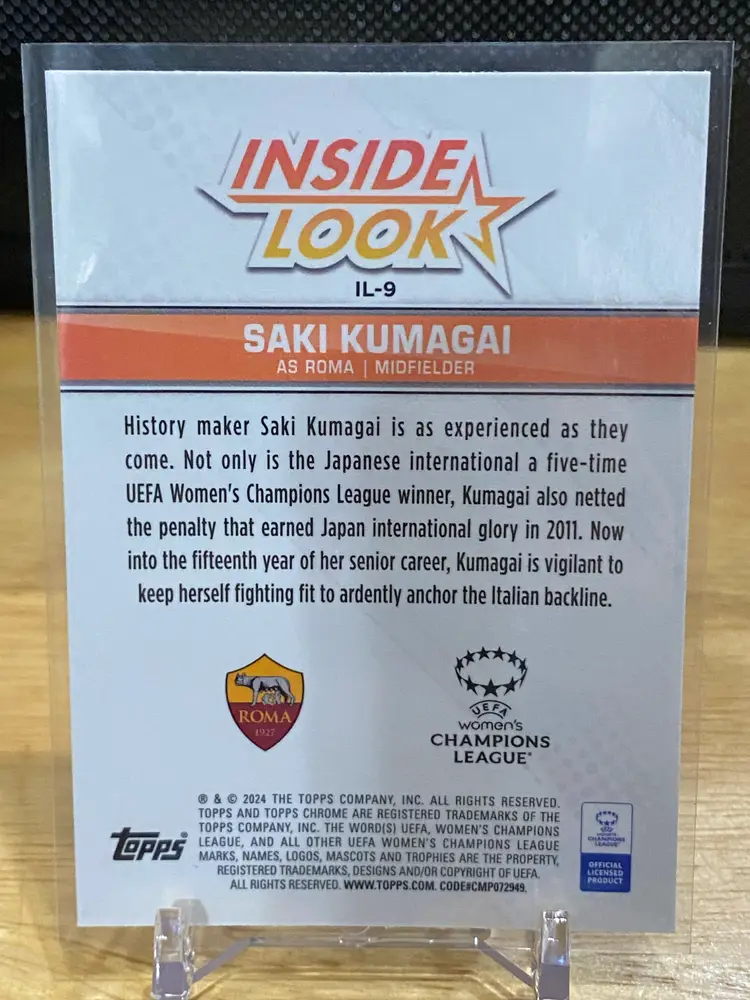 INSIDE
LOOK
IL-9
SAKI KUMAGAI
AS ROMA | MIDFIELDER
History maker Saki Kumagai is as experienced as they
come. Not only is the Japanese international a five-time
UEFA Women's Champions League winner, Kumagai also netted
the penalty that earned Japan international glory in 2011. Now
into the fifteenth year of her senior career, Kumagai is vigilant to
keep herself fighting fit to ardently anchor the Italian backline.
ROMA
1927
UEFA
women's
CHAMPIONS
LEAGUE®
® & © 2024 THE TOPPS COMPANY, INC. ALL RIGHTS RESERVED.
TOPPS AND TOPPS CHROME ARE REGISTERED TRADEMARKS OF THE
TOPPS COMPANY, INC. THE WORD(S) UEFA, WOMEN'S CHAMPIONS
LEAGUE, AND ALL OTHER UEFA WOMEN'S CHAMPIONS LEAGUE
MARKS, NAMES, LOGOS, MASCOTS AND TROPHIES ARE THE PROPERTY,
REGISTERED TRADEMARKS, DESIGNS AND/OR COPYRIGHT OF UEFA.
ALL RIGHTS RESERVED. WWW.TOPPS.COM. CODE#CMP072949.
Topps
women's
CHAMPIONS
LEAGUE
OFFICIAL
LICENSED
PRODUCT